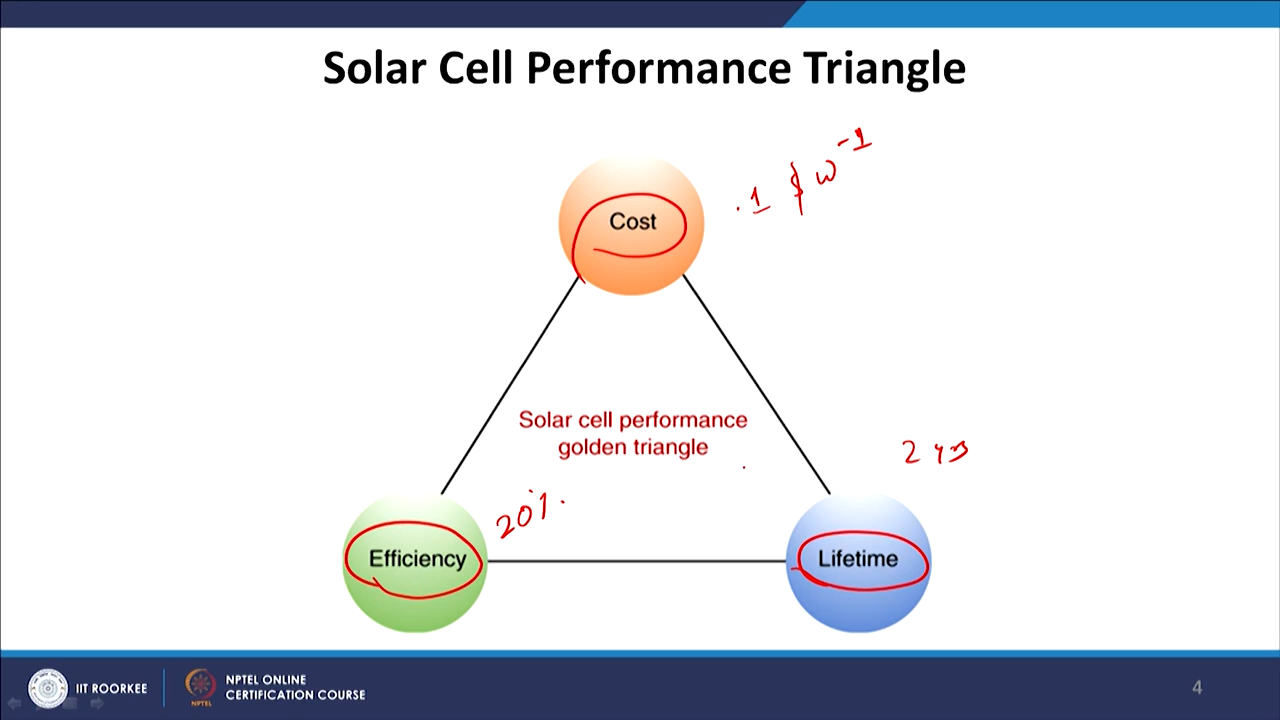 Solar Cell Performance Triangle
.1 $ W⁻¹
Cost
Solar cell performance
golden triangle
2 yrs
20%.
Efficiency
Lifetime
IIT ROORKEE
NPTEL
NPTEL ONLINE
CERTIFICATION COURSE
4